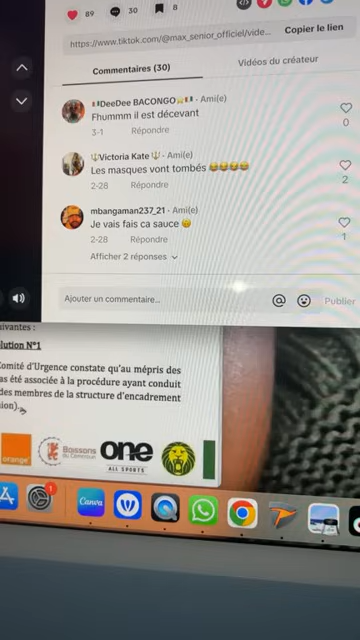 89
30
8
https://www.tiktok.com/@max_senior_officiel/vide...
Copier le lien
Commentaires (30)
Vidéos du créateur
DeeDee BACONGO · Ami(e)
Fhummm il est décevant
3-1 Répondre
0
Victoria Kate · Ami(e)
Les masques vont tombés 😂😂😂😂
2-28 Répondre
2
mbangaman237_21 · Ami(e)
Je vais fais ca sauce
2-28 Répondre
1
Afficher 2 réponses
Ajouter un commentaire...
Publier
uivantes :
lution N°1
omité d'Urgence constate qu'au mépris des
as été associée à la procédure ayant conduit
des membres de la structure d'encadrement
ion).
orange
Boissons
du Cameroun
one
ALL SPORTS
1
Canva